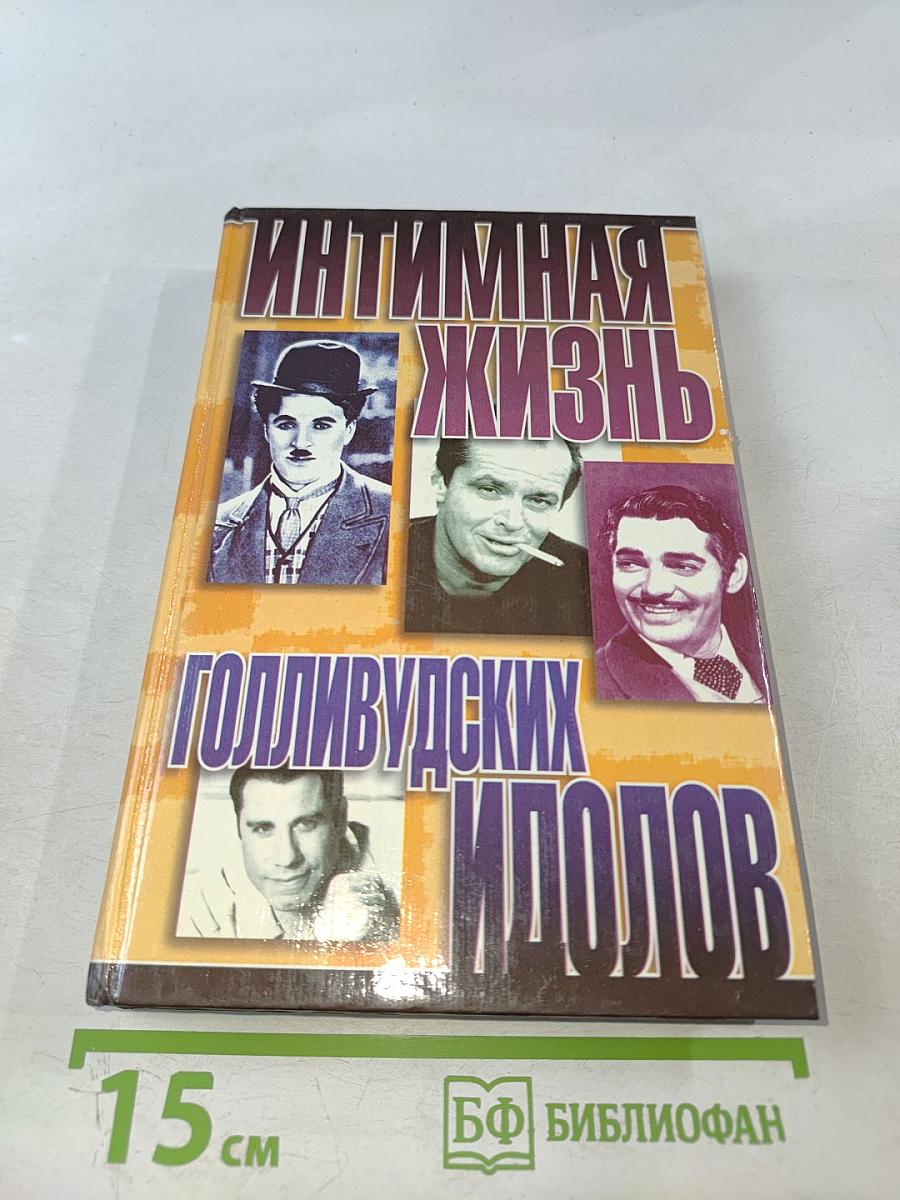 ИНТИМНАЯ
ЖИЗНЬ
ГОЛЛИВУДСКИХ
ИДОЛОВ
15 см
БФ БИБЛИОФАН